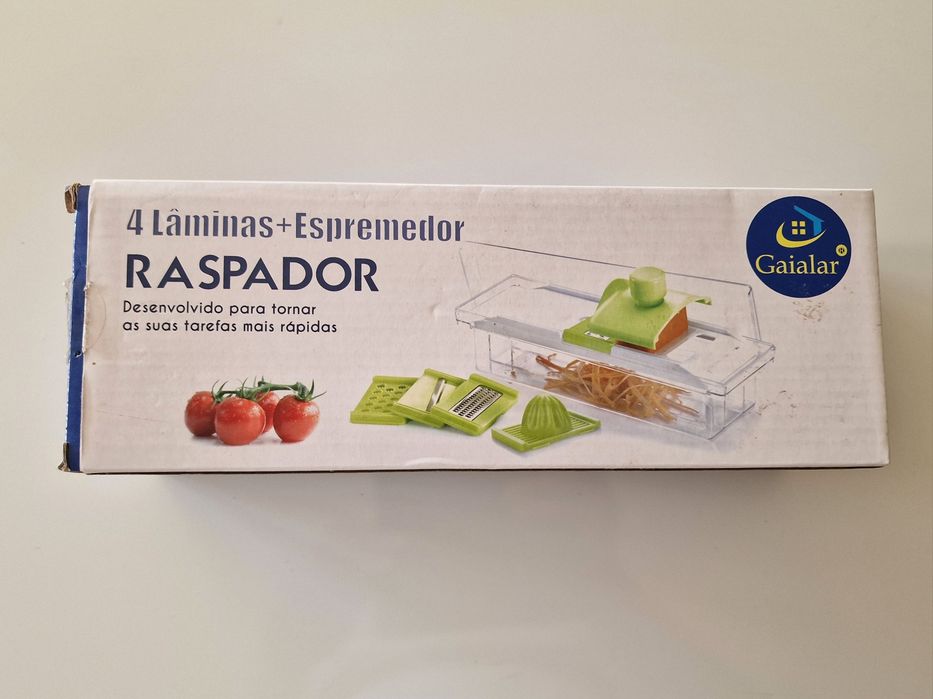 4 Lâminas+Espremedor
RASPADOR
Desenvolvido para tornar
as suas tarefas mais rápidas
Gaialar ®